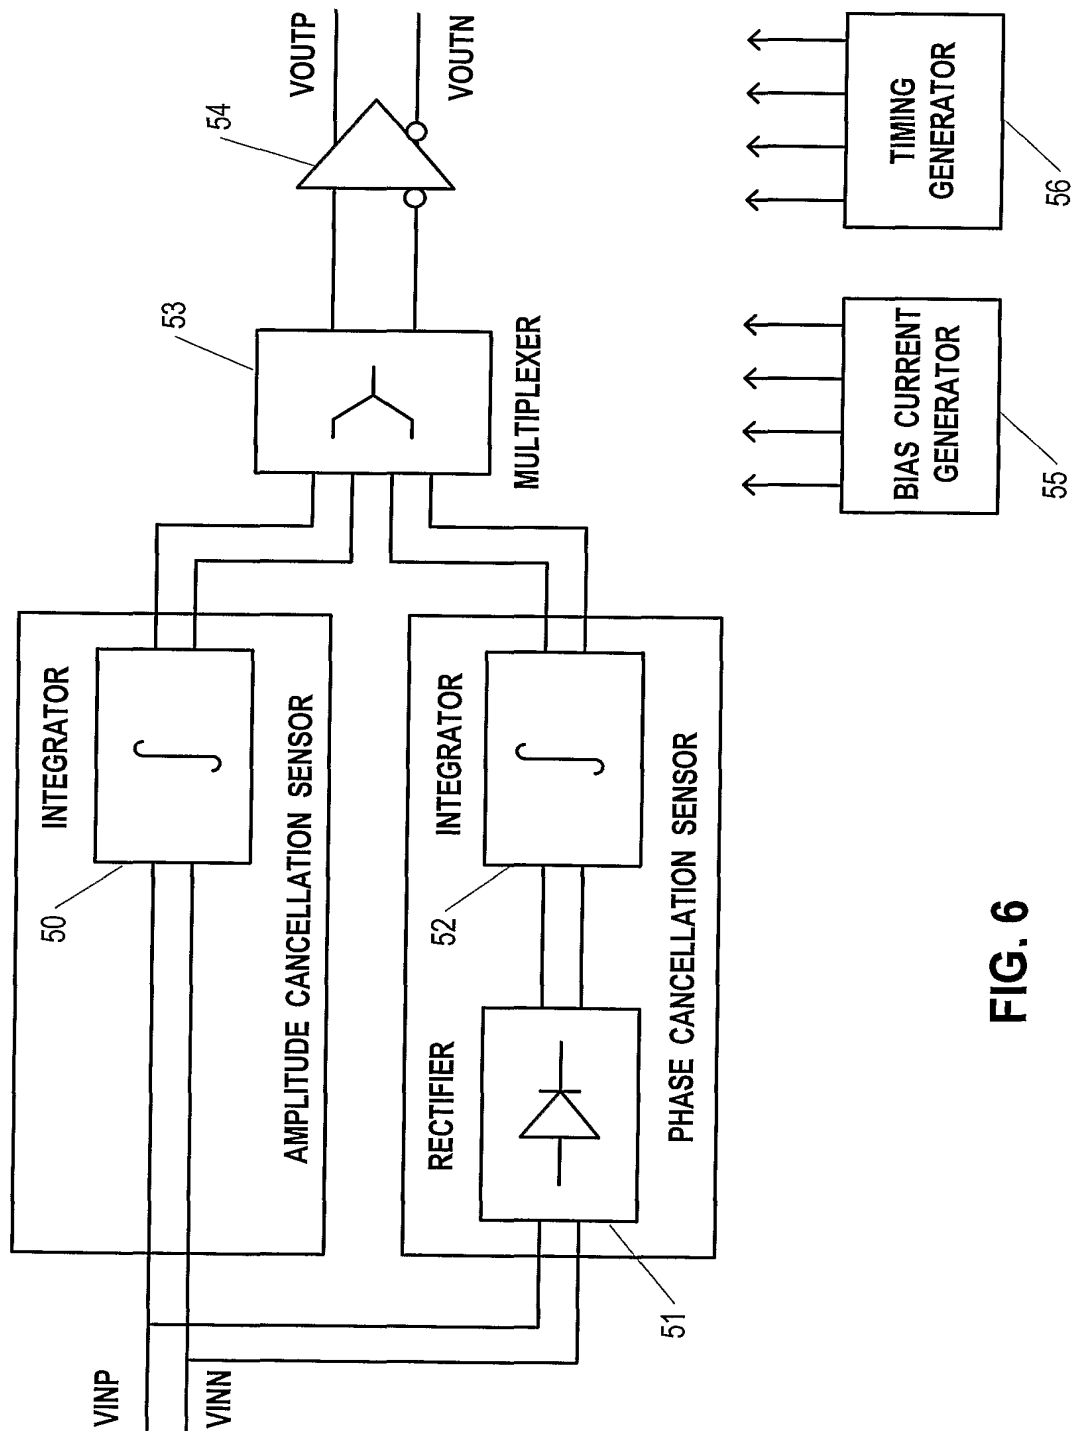 VINP
VINN
50
INTEGRATOR
AMPLITUDE CANCELLATION SENSOR
51
RECTIFIER
52
INTEGRATOR
PHASE CANCELLATION SENSOR
53
MULTIPLEXER
54
VOUTP
VOUTN
BIAS CURRENT
GENERATOR
55
TIMING
GENERATOR
56
FIG. 6